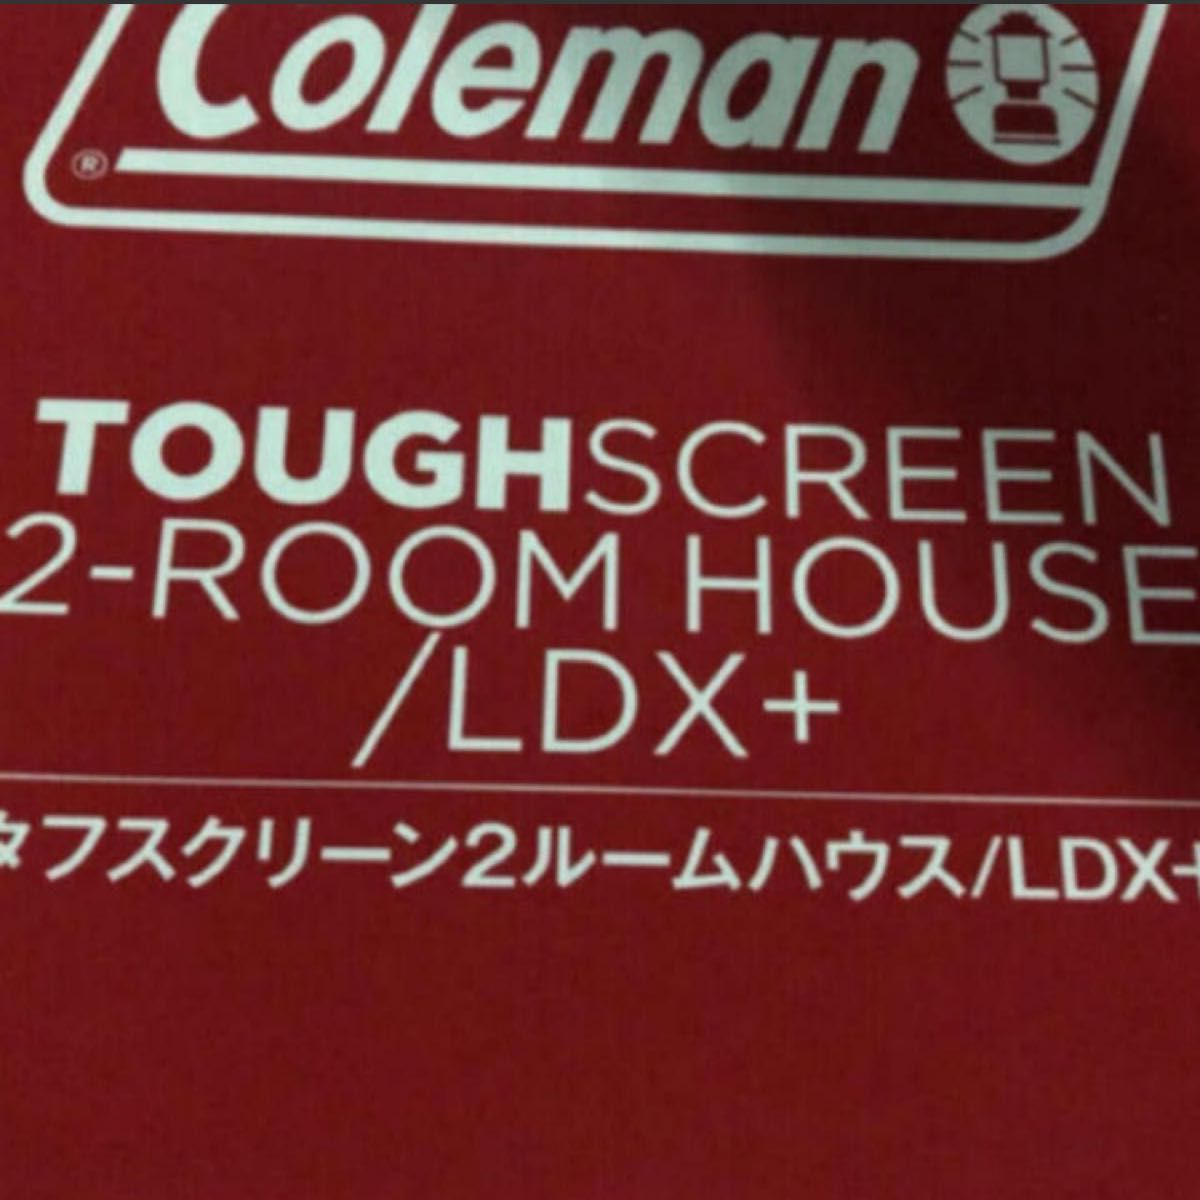 Coleman
®
TOUGHSCREEN
2-ROOM HOUSE
/LDX+
タフスクリーン2ルームハウス/LDX+